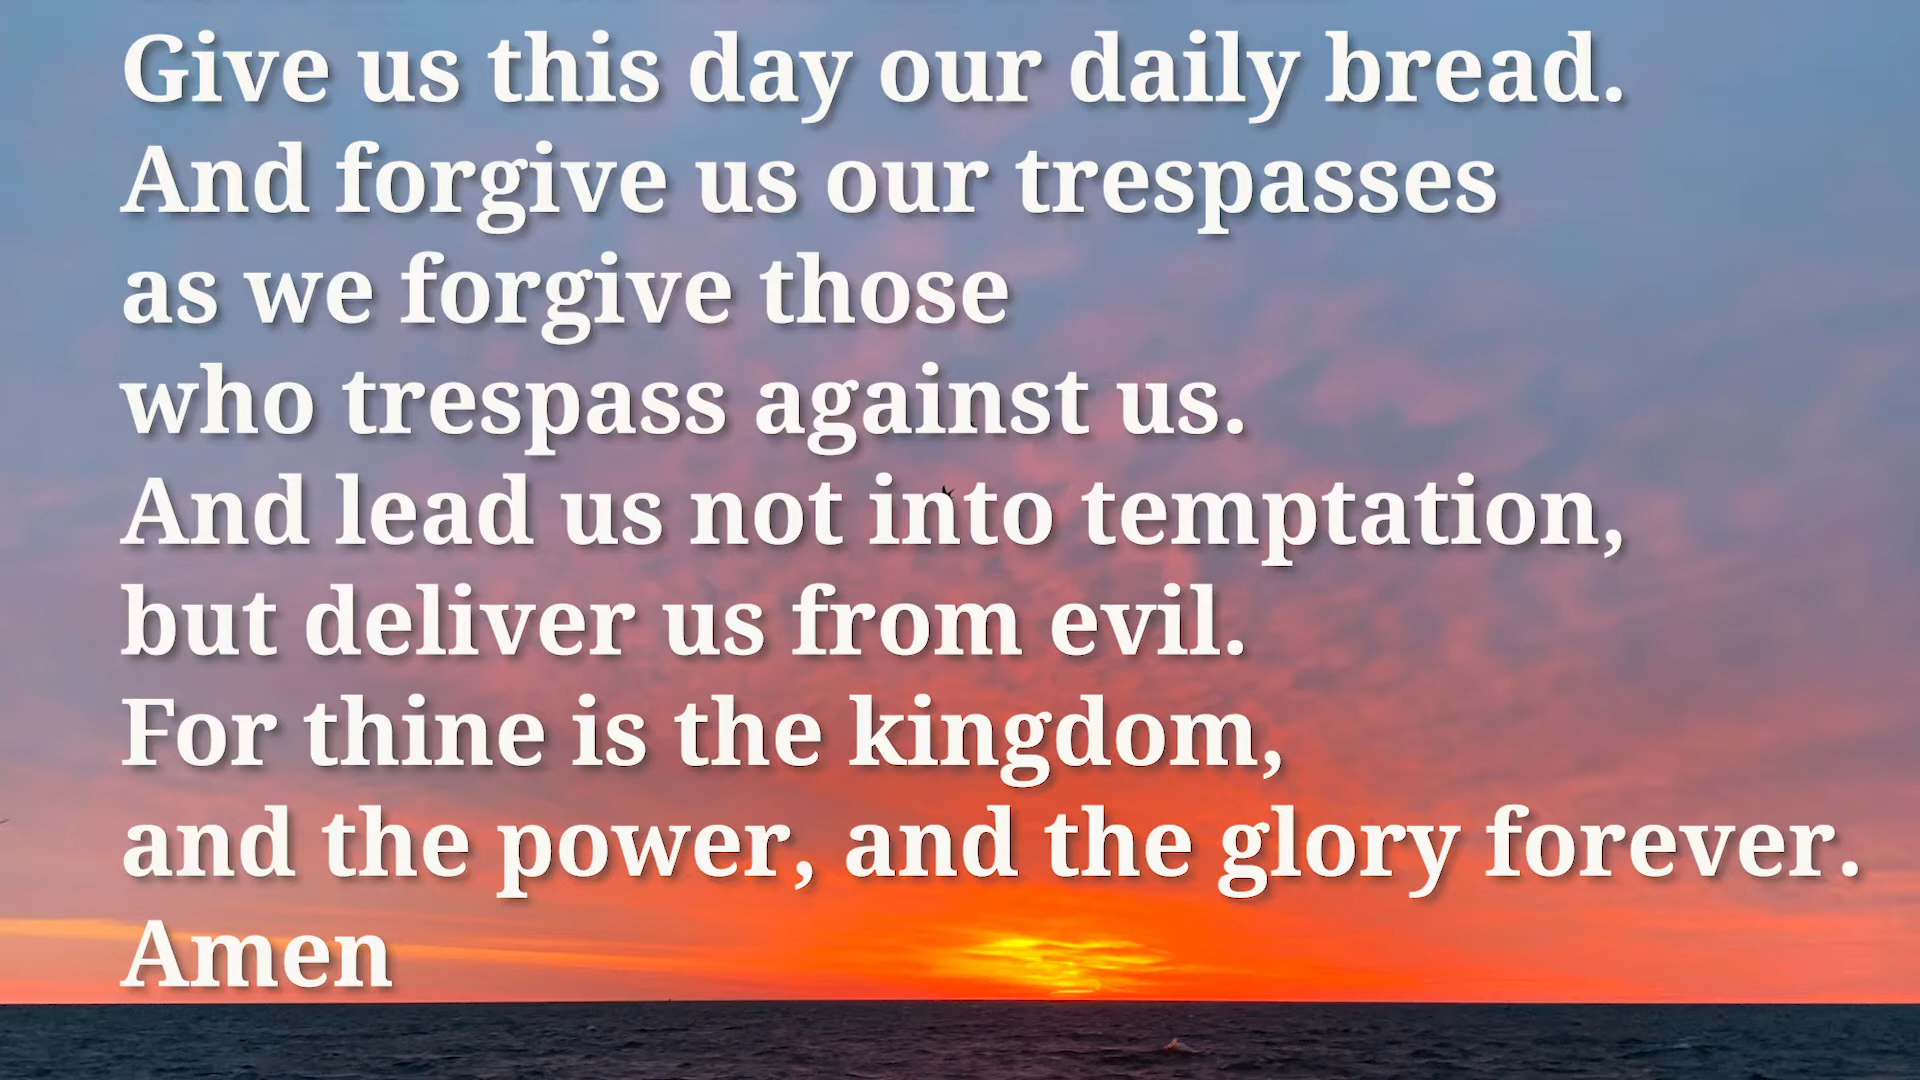 Give us this day our daily bread.
And forgive us our trespasses
as we forgive those
who trespass against us.
And lead us not into temptation,
but deliver us from evil.
For thine is the kingdom,
and the power, and the glory forever.
Amen